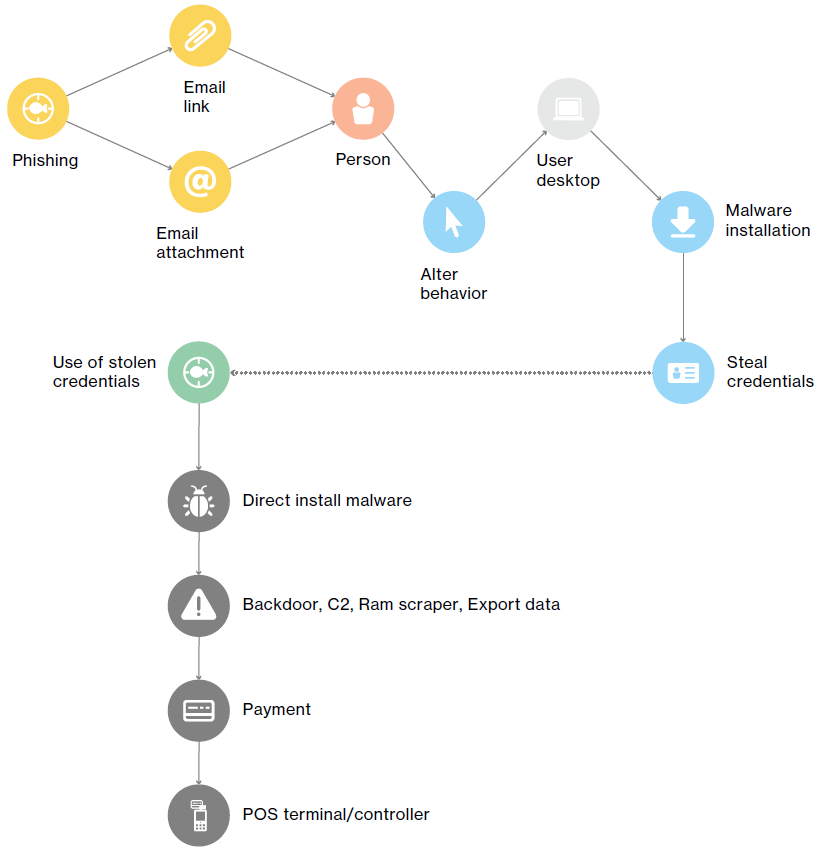 Email
link
Phishing
Person
User
desktop
Email
attachment
Malware
installation
Alter
behavior
Use of stolen
credentials
Steal
credentials
Direct install malware
Backdoor, C2, Ram scraper, Export data
Payment
POS terminal/controller